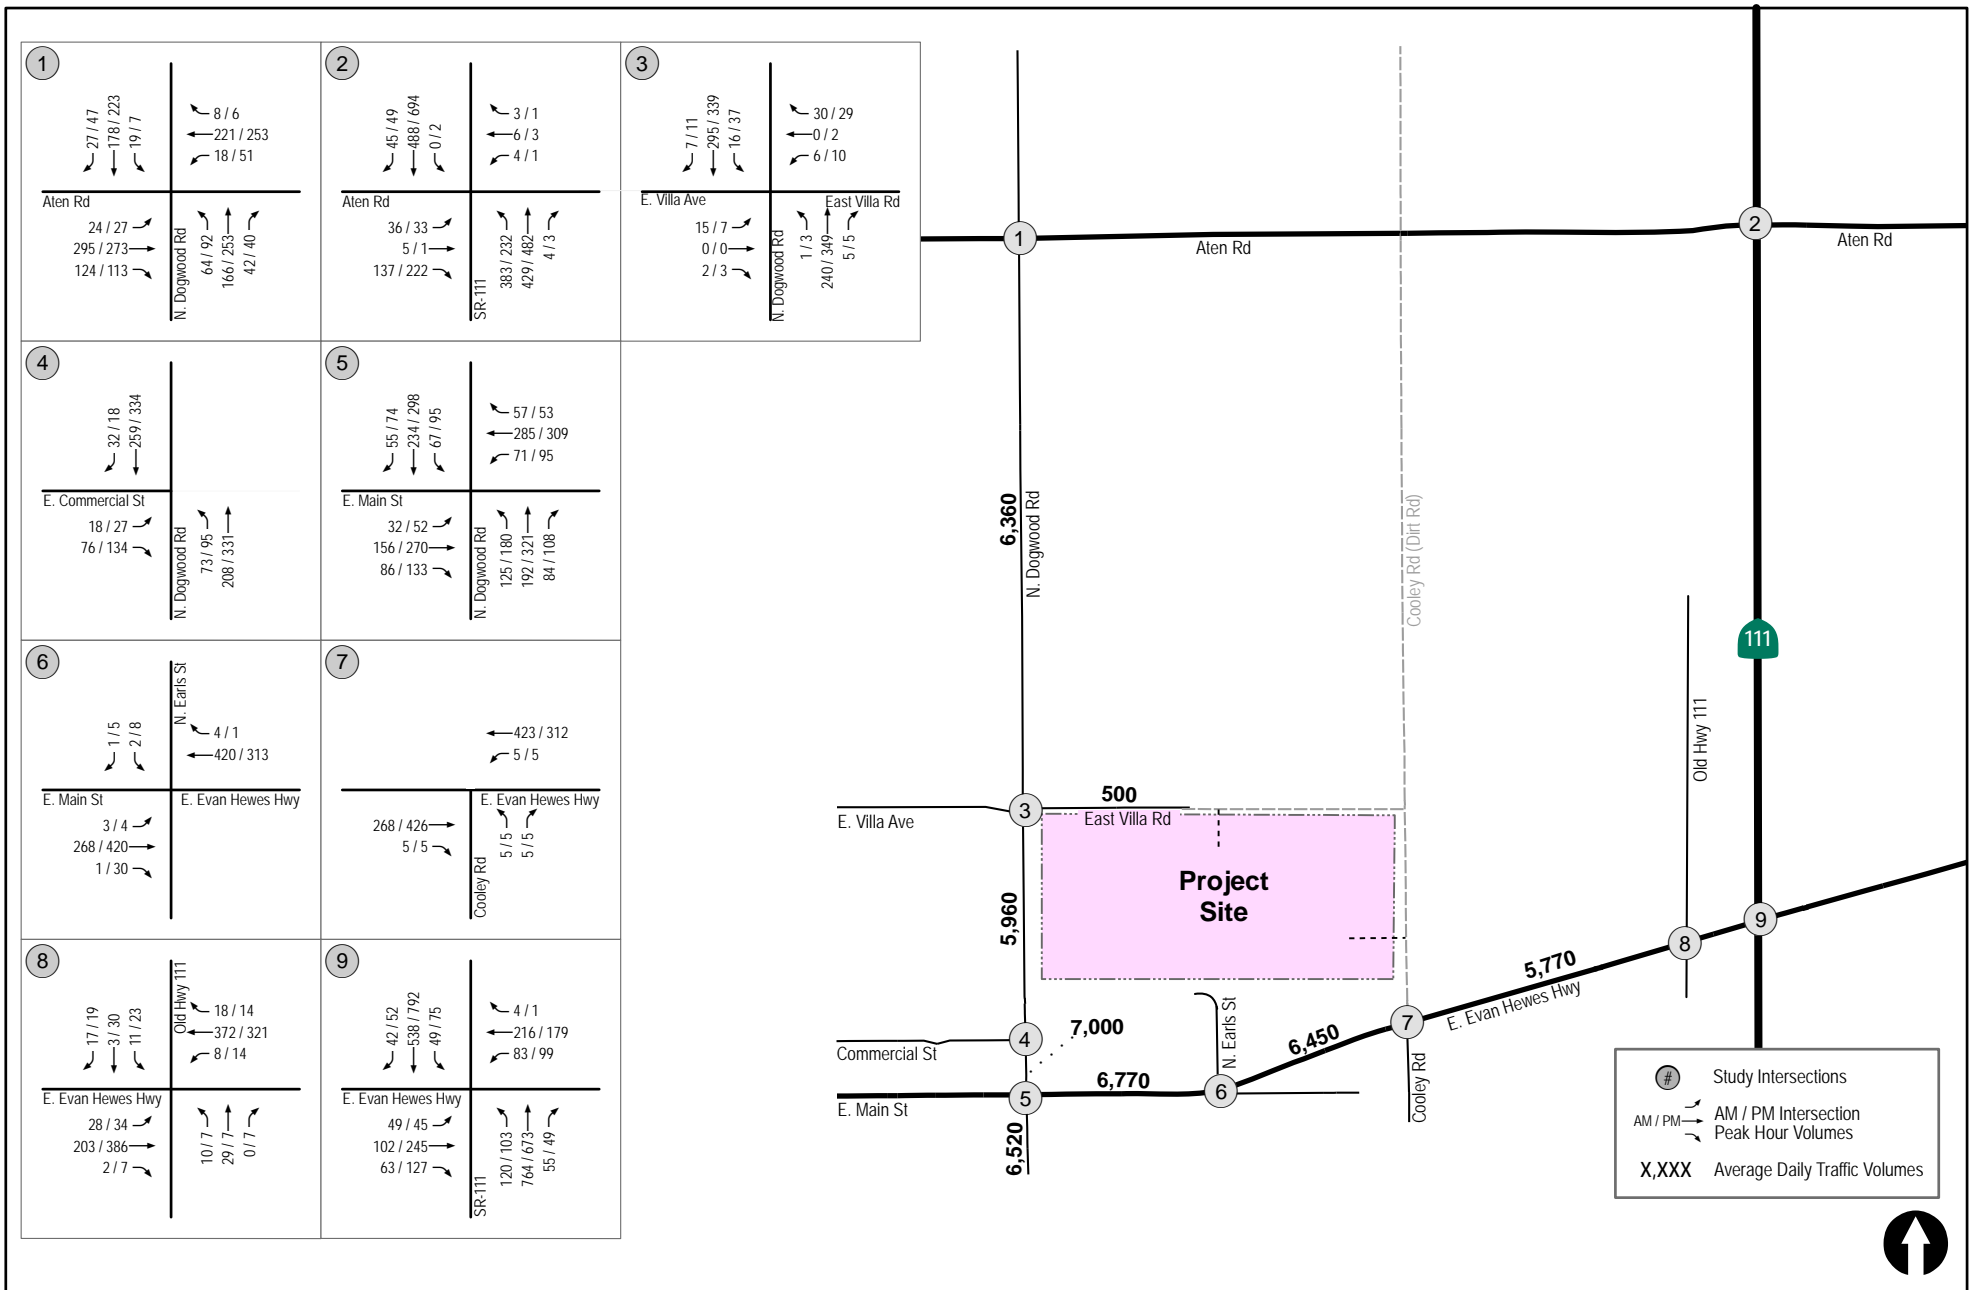 1
27 / 47
178 / 223
19 / 7
8 / 6
221 / 253
18 / 51
Aten Rd
24 / 27
295 / 273
124 / 113
N. Dogwood Rd
64 / 92
166 / 253
42 / 40
2
45 / 49
488 / 694
0 / 2
3 / 1
6 / 3
4 / 1
Aten Rd
36 / 33
5 / 1
137 / 222
SR-111
383 / 232
429 / 482
4 / 3
3
7 / 11
295 / 339
16 / 37
30 / 29
0 / 2
6 / 10
E. Villa Ave
East Villa Rd
15 / 7
0 / 0
2 / 3
N. Dogwood Rd
1 / 3
240 / 349
5 / 5
4
32 / 18
259 / 334
E. Commercial St
18 / 27
76 / 134
N. Dogwood Rd
73 / 95
208 / 331
5
55 / 74
234 / 298
67 / 95
57 / 53
285 / 309
71 / 95
E. Main St
32 / 52
156 / 270
86 / 133
N. Dogwood Rd
125 / 180
192 / 321
84 / 108
6
1 / 5
2 / 8
N. Earls St
4 / 1
420 / 313
E. Main St
E. Evan Hewes Hwy
3 / 4
268 / 420
1 / 30
7
423 / 312
5 / 5
E. Evan Hewes Hwy
268 / 426
5 / 5
Cooley Rd
5 / 5
5 / 5
8
17 / 19
3 / 30
11 / 23
Old Hwy 111
18 / 14
372 / 321
8 / 14
E. Evan Hewes Hwy
28 / 34
203 / 386
2 / 7
10 / 7
29 / 7
0 / 7
9
42 / 52
538 / 792
49 / 75
4 / 1
216 / 179
83 / 99
E. Evan Hewes Hwy
49 / 45
102 / 245
63 / 127
SR-111
120 / 103
764 / 673
55 / 49
1
Aten Rd
2
Aten Rd
6,360
N. Dogwood Rd
Cooley Rd (Dirt Rd)
111
Old Hwy 111
3
500
E. Villa Ave
East Villa Rd
Project
Site
5,960
9
8
5,770
E. Evan Hewes Hwy
7
4
7,000
Commercial St
N. Earls St
6,450
Cooley Rd
5
6,770
6
E. Main St
6,520
# Study Intersections
AM / PM AM / PM Intersection
Peak Hour Volumes
X,XXX Average Daily Traffic Volumes